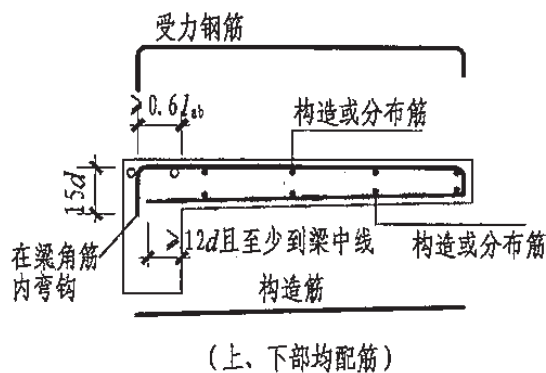 受力钢筋
≥0.6lab
构造或分布筋
15d
在梁角筋
内弯钩
≥12d且至少到梁中线
构造或分布筋
构造筋
(上、下部均配筋)